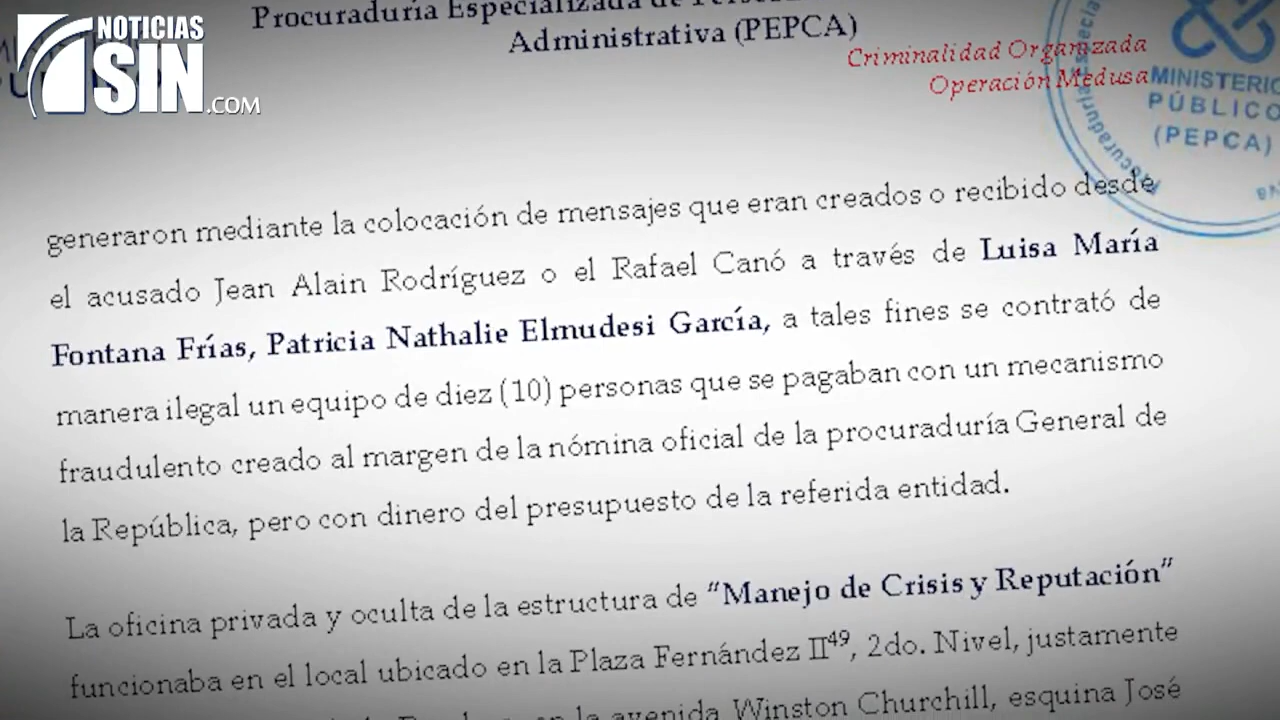 NOTICIAS
SIN.COM
Procuraduría Especializada de
Administrativa (PEPCA)
Criminalidad Organizada
Operación Medusa
MINISTERIO
PÚBLICO
(PEPCA)
generaron mediante la colocación de mensajes que eran creados o recibido desde
el acusado Jean Alain Rodríguez o el Rafael Canó a través de Luisa María
Fontana Frías, Patricia Nathalie Elmudesi García, a tales fines se contrató de
manera ilegal un equipo de diez (10) personas que se pagaban con un mecanismo
fraudulento creado al margen de la nómina oficial de la procuraduría General de
la República, pero con dinero del presupuesto de la referida entidad.
La oficina privada y oculta de la estructura de “Manejo de Crisis y Reputación”
funcionaba en el local ubicado en la Plaza Fernández II49, 2do. Nivel, justamente
en la avenida Winston Churchill, esquina José